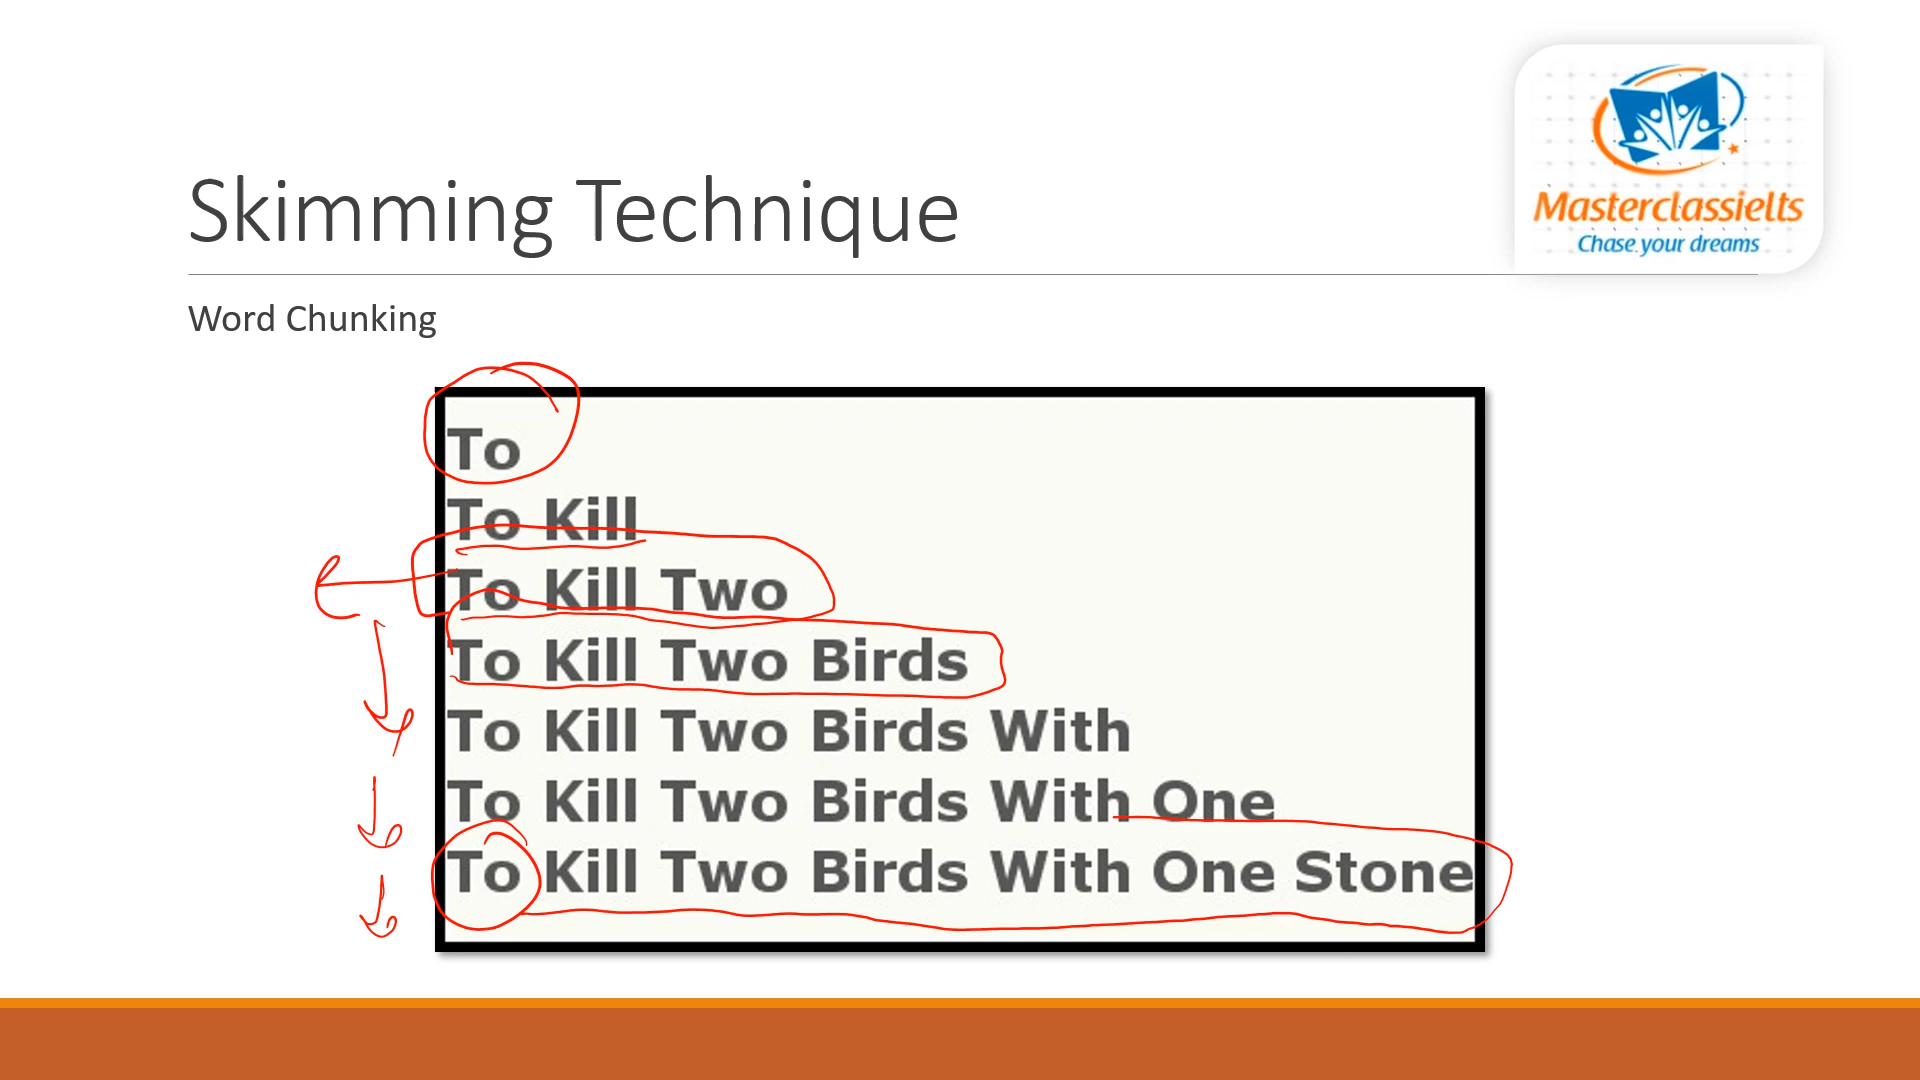 Masterclassielts
Chase your dreams
Skimming Technique
Word Chunking
To
To Kill
To Kill Two
To Kill Two Birds
To Kill Two Birds With
To Kill Two Birds With One
To Kill Two Birds With One Stone